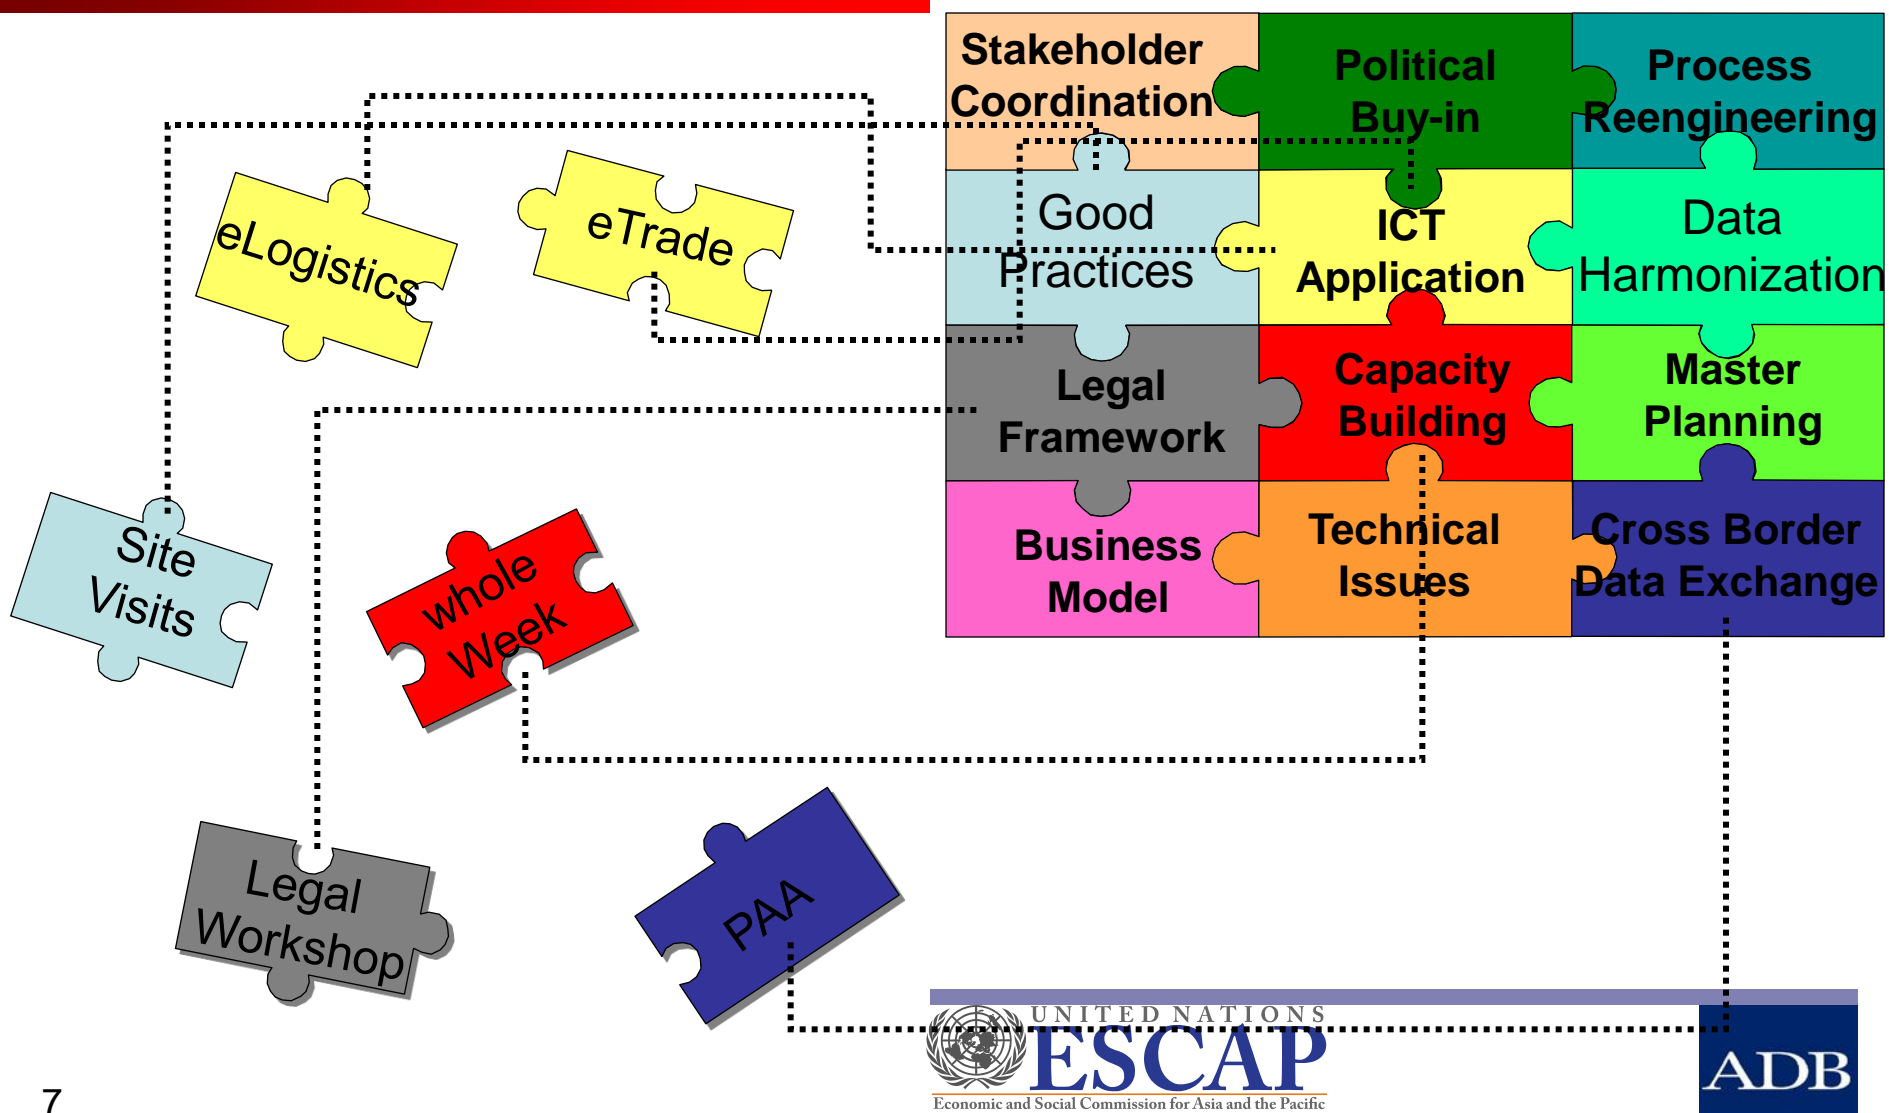 Stakeholder
Coordination
Political
Buy-in
Process
Reengineering
Good
Practices
ICT
Application
Data
Harmonization
Legal
Framework
Capacity
Building
Master
Planning
Business
Model
Technical
Issues
Cross Border
Data Exchange
eLogistics
eTrade
Site
Visits
whole
Week
Legal
Workshop
PAA
UNITED NATIONS
ESCAP
Economic and Social Commission for Asia and the Pacific
ADB
7